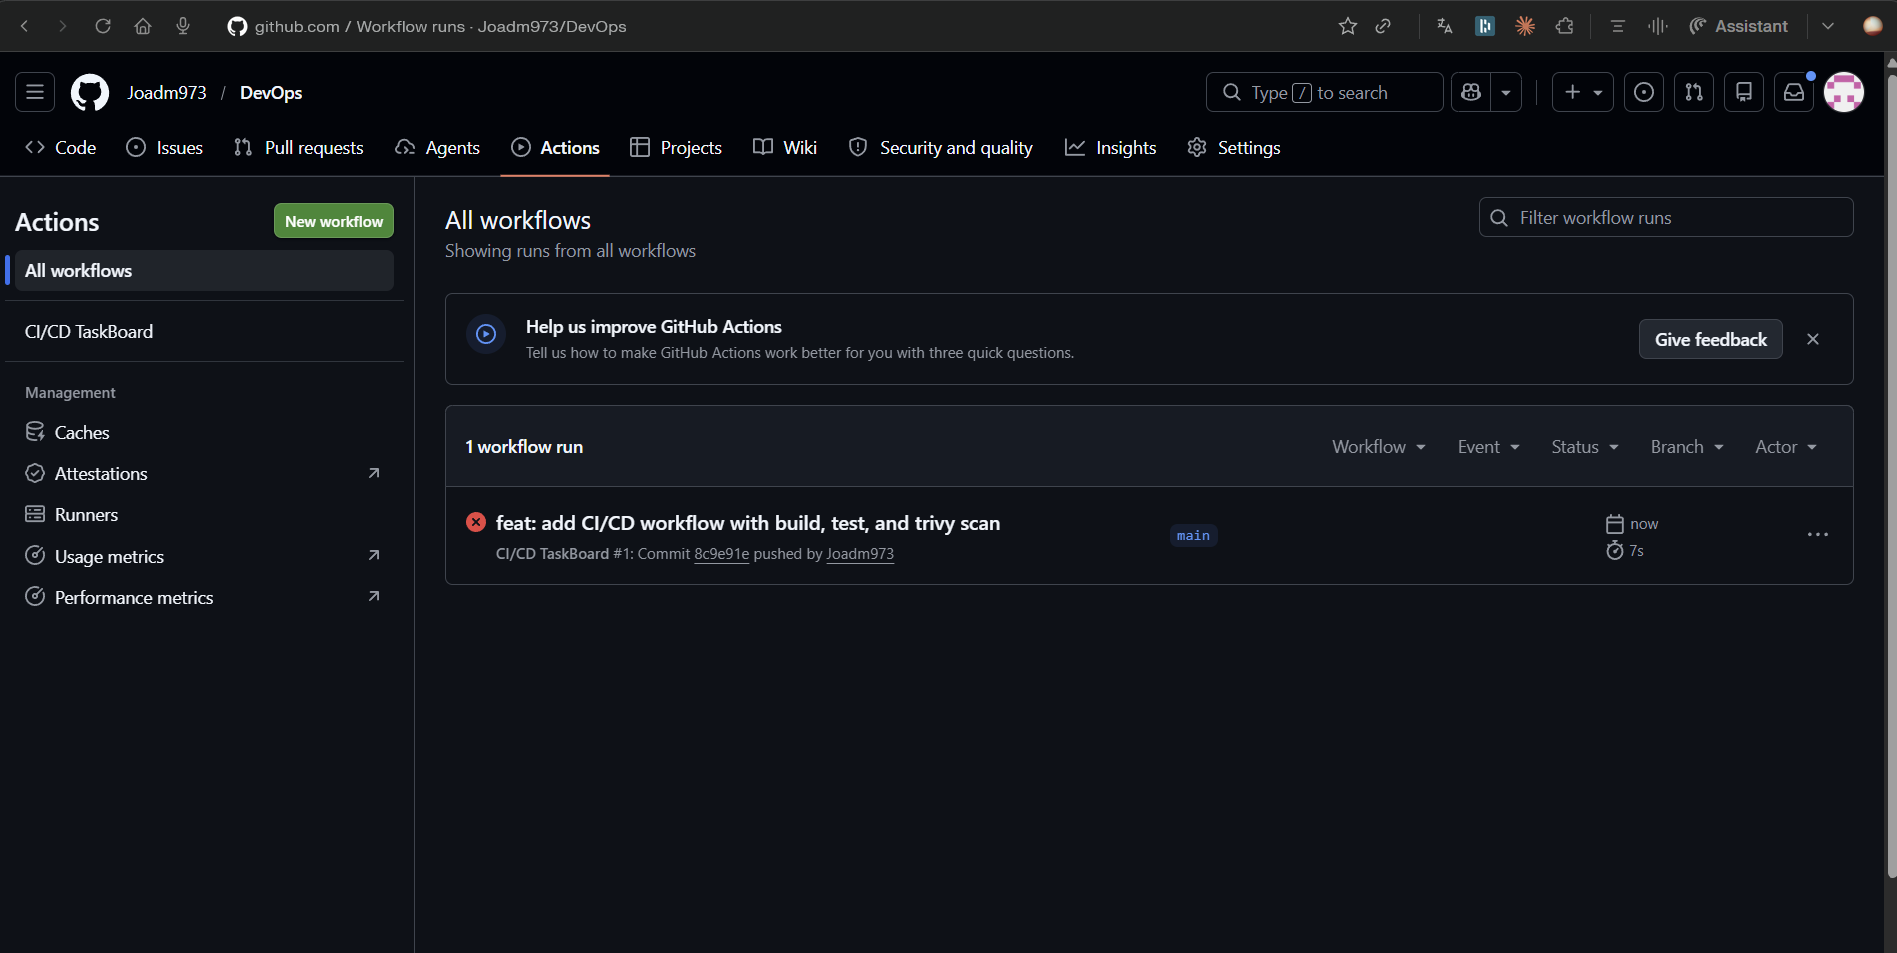 github.com / Workflow runs · Joadm973/DevOps
Assistant
Joadm973 / DevOps
Type / to search
Code
Issues
Pull requests
Agents
Actions
Projects
Wiki
Security and quality
Insights
Settings
Actions
New workflow
All workflows
CI/CD TaskBoard
Management
Caches
Attestations
Runners
Usage metrics
Performance metrics
All workflows
Showing runs from all workflows
Filter workflow runs
Help us improve GitHub Actions
Tell us how to make GitHub Actions work better for you with three quick questions.
Give feedback
1 workflow run
Workflow
Event
Status
Branch
Actor
feat: add CI/CD workflow with build, test, and trivy scan
CI/CD TaskBoard #1: Commit 8c9e91e pushed by Joadm973
main
now
7s